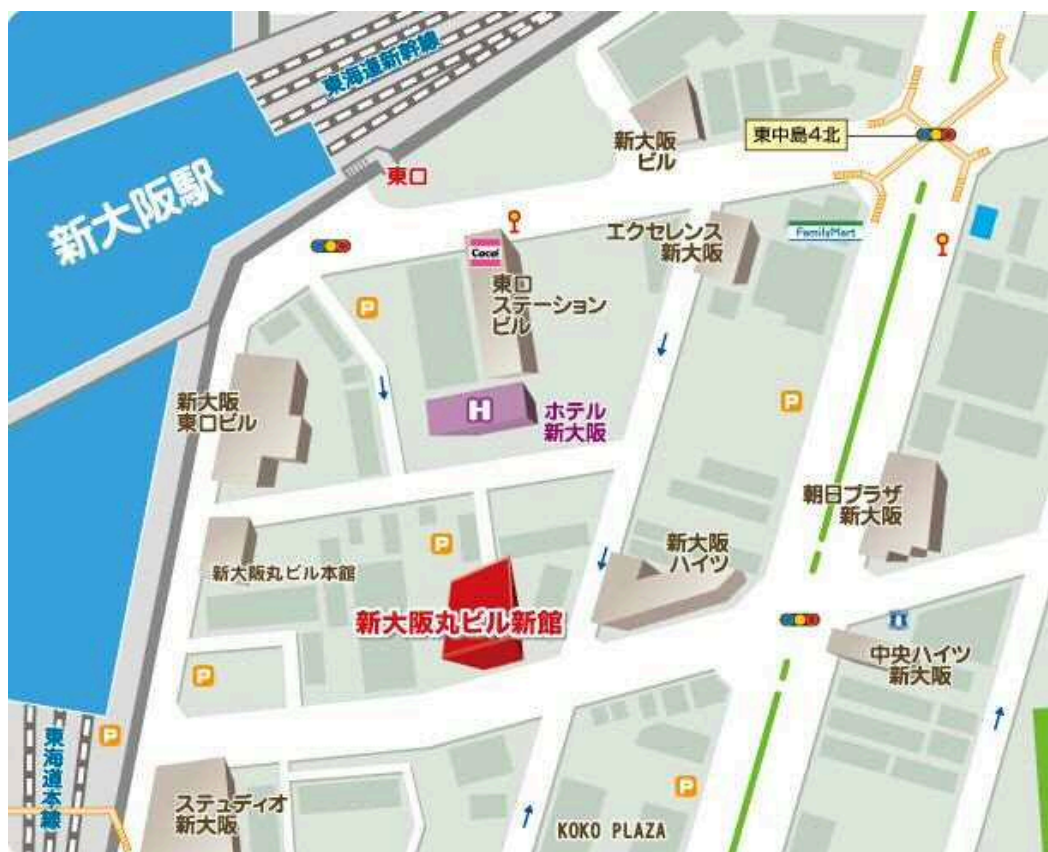 東海道新幹線
新大阪駅
東口
新大阪
ビル
東中島4北
Cocoi
東口
ステーション
ビル
エクセレンス
新大阪
FamilyMart
P
新大阪
東口ビル
H
ホテル
新大阪
P
朝日プラザ
新大阪
新大阪丸ビル本館
P
新大阪
ハイツ
新大阪丸ビル新館
中央ハイツ
新大阪
P
P
東海道本線
ステュディオ
新大阪
P
KOKO PLAZA